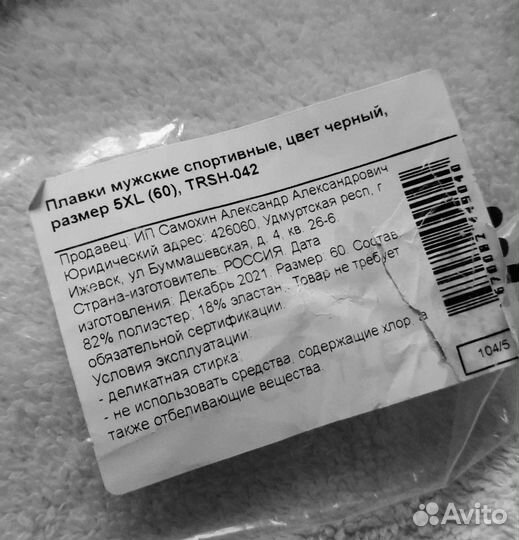 Плавки мужские спортивные, цвет черный,
размер 5XL (60), TRSH-042
Продавец: ИП Самохин Александр Александрович
Юридический адрес: 426060, Удмуртская респ, г
Ижевск, ул Буммашевская, д. 4, кв. 26-6.
Страна-изготовитель: РОССИЯ. Дата
изготовления: Декабрь 2021. Размер: 60. Состав:
82% полиэстер; 18% эластан. Товар не требует
обязательной сертификации.
Условия эксплуатации:
- деликатная стирка;
- не использовать средства, содержащие хлор, а
также отбеливающие вещества.
104/5
Avito